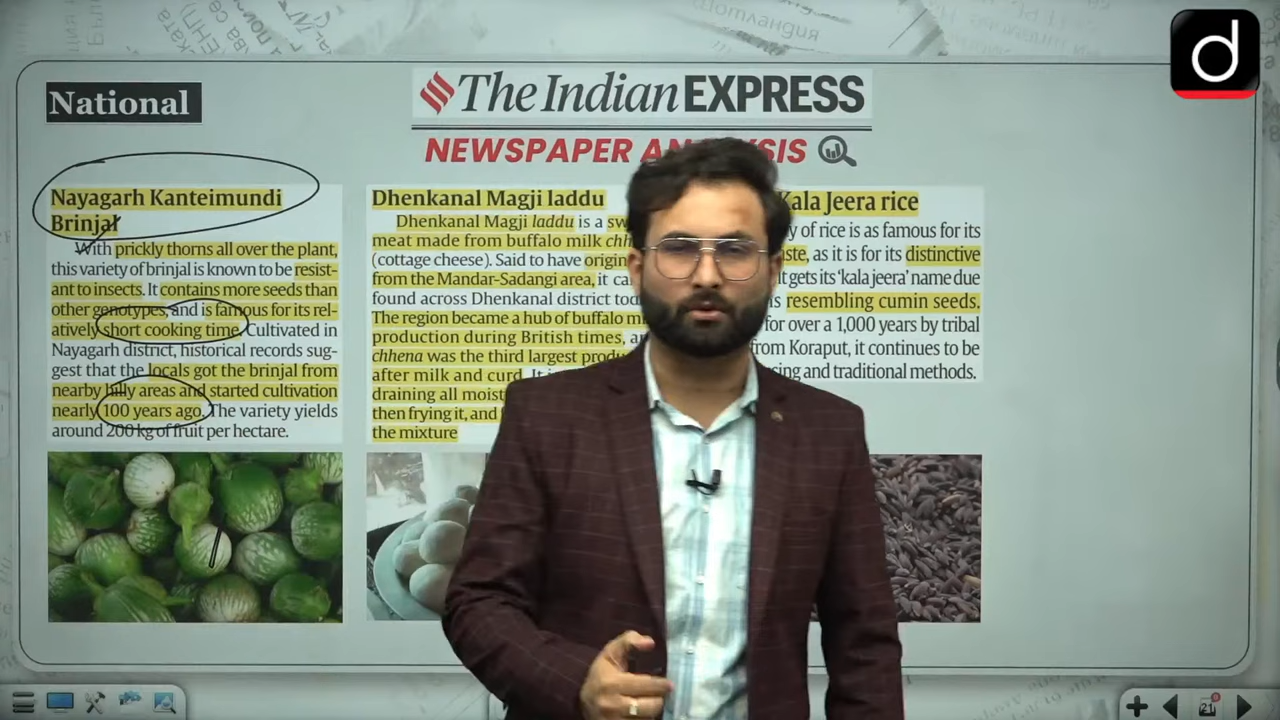 National
The Indian EXPRESS
NEWSPAPER ANALYSIS
d
Nayagarh Kanteimundi
Brinjal
With prickly thorns all over the plant,
this variety of brinjal is known to be resist-
ant to insects. It contains more seeds than
other genotypes, and is famous for its rel-
atively short cooking time. Cultivated in
Nayagarh district, historical records sug-
gest that the locals got the brinjal from
nearby hilly areas and started cultivation
nearly 100 years ago. The variety yields
around 200 kg of fruit per hectare.
Dhenkanal Magji laddu
Dhenkanal Magji laddu is a
meat made from buffalo milk
(cottage cheese). Said to have
from the Mandar-Sadangi area, it
found across Dhenkanal district
The region became a hub of buffalo
production during British times,
chhena was the third largest
after milk and curd.
draining all
then frying it, and
the mixture
Kala Jeera rice
of rice is as famous for its
as it is for its distinctive
it gets its 'kala jeera' name due
resembling cumin seeds.
for over a 1,000 years by tribal
from Koraput, it continues to be
and traditional methods.
21